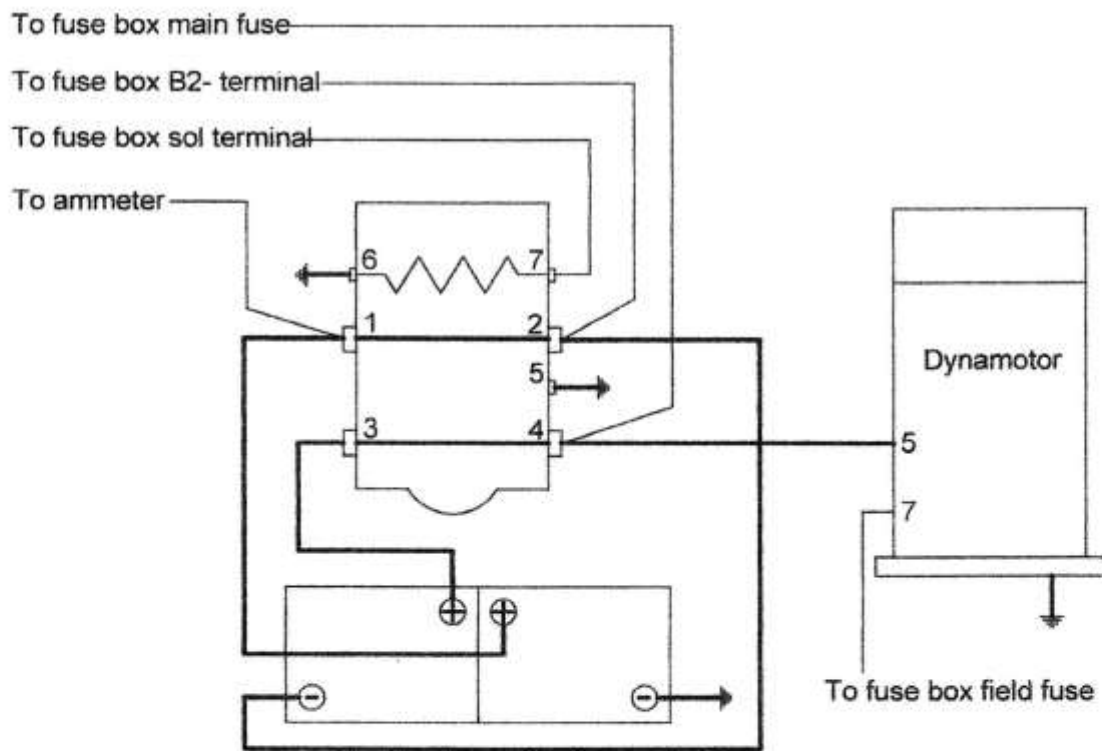 To fuse box main fuse
To fuse box B2- terminal
To fuse box sol terminal
To ammeter
6 7
1 2
5
3 4
Dynamotor
5
7
To fuse box field fuse